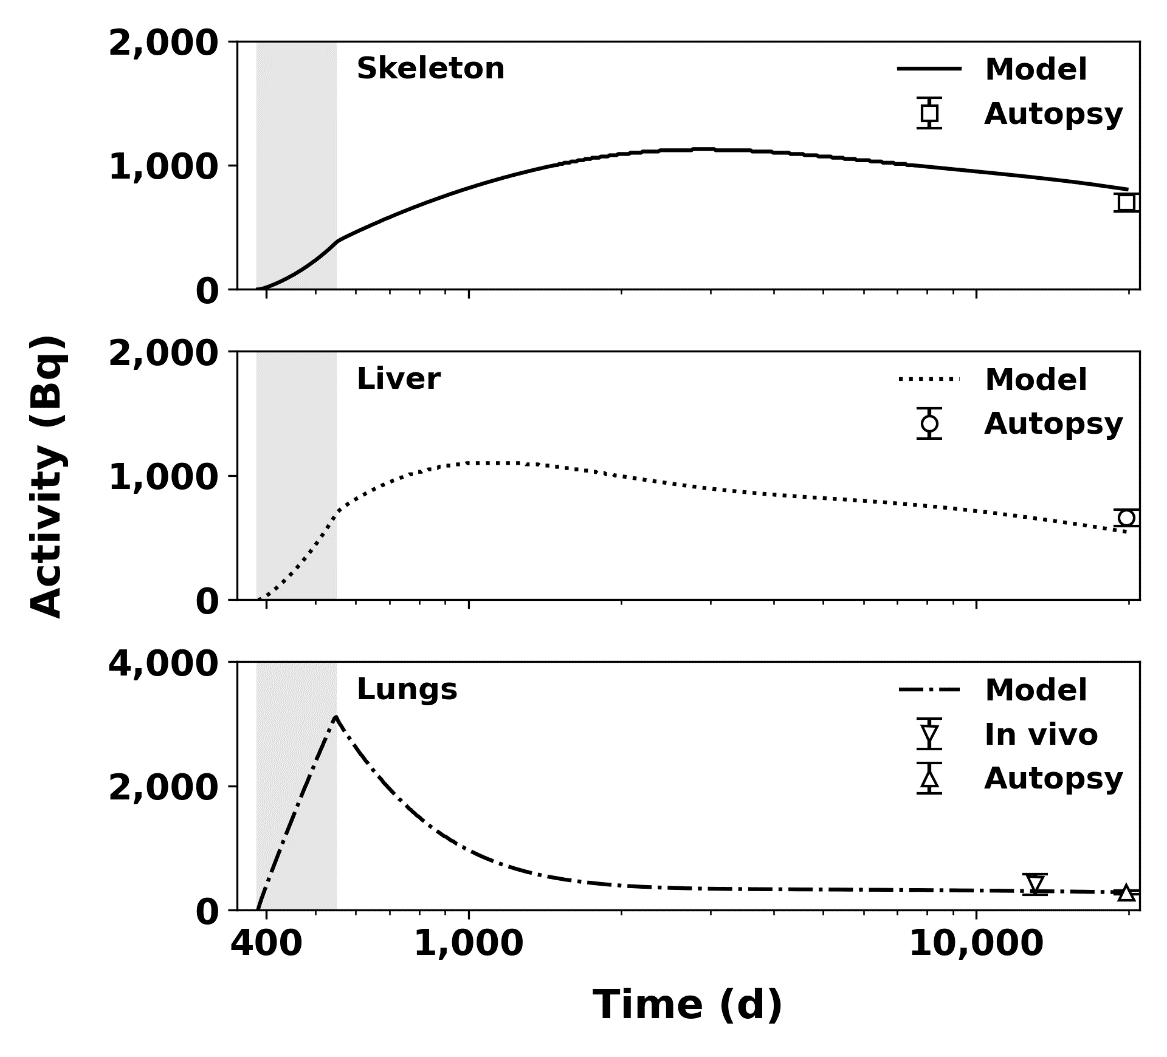 2,000
Skeleton
Model
Autopsy
1,000
0
2,000
Liver
Model
Autopsy
1,000
0
Activity (Bq)
4,000
Lungs
Model
In vivo
Autopsy
2,000
0
400 1,000 10,000
Time (d)